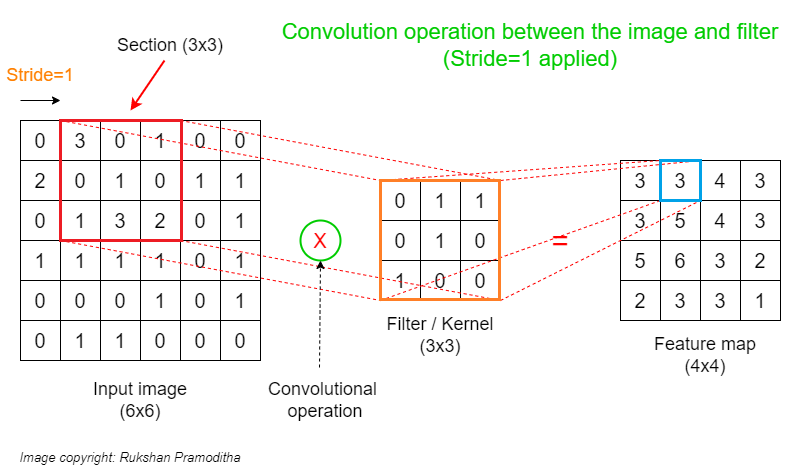 Convolution operation between the image and filter
(Stride=1 applied)
Section (3x3)
Stride=1
0 3 0 1 0 0
2 0 1 0 1 1
0 1 3 2 0 1
1 1 1 1 0 1
0 0 0 1 0 1
0 1 1 0 0 0
Input image
(6x6)
X
Convolutional
operation
0 1 1
0 1 0
1 0 0
Filter / Kernel
(3x3)
=
3 3 4 3
3 5 4 3
5 6 3 2
2 3 3 1
Feature map
(4x4)
Image copyright: Rukshan Pramoditha